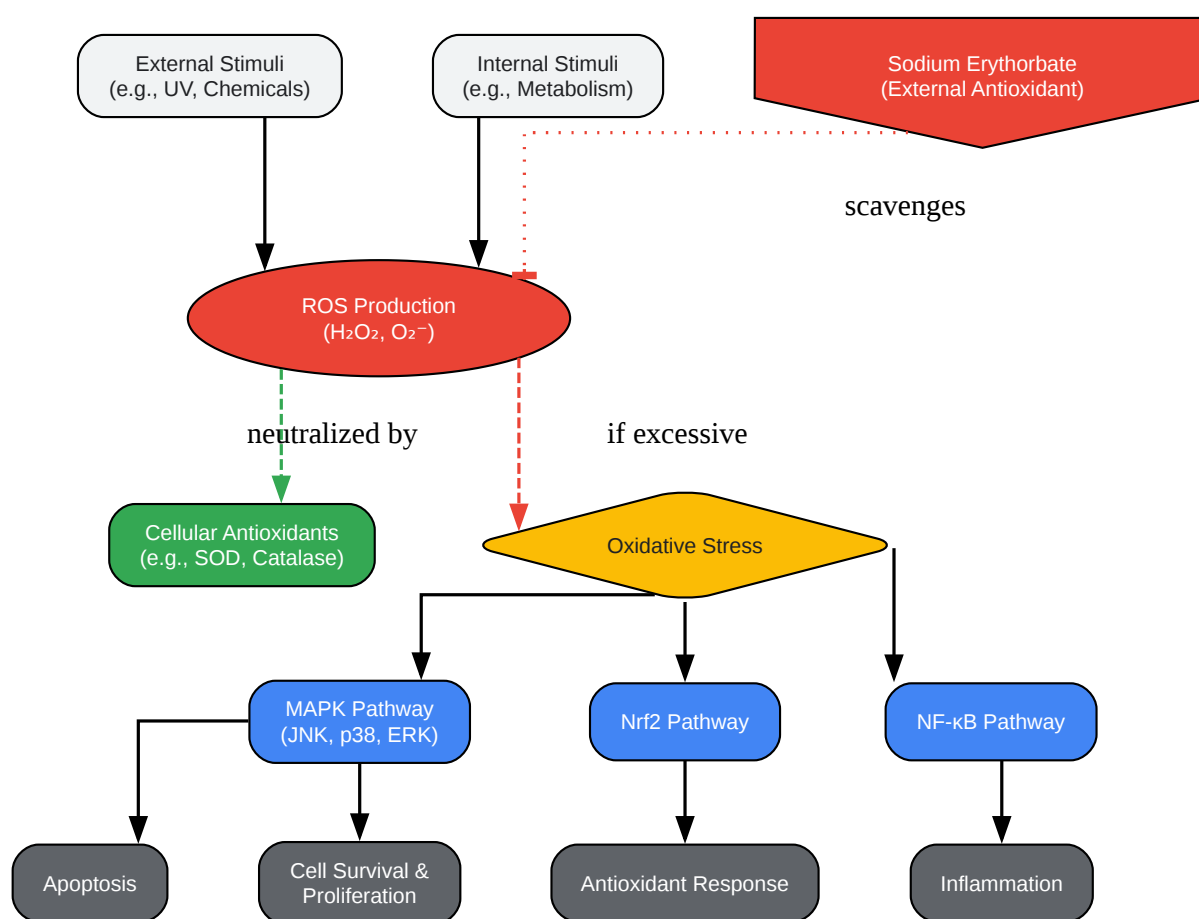 External Stimuli
(e.g., UV, Chemicals)
Internal Stimuli
(e.g., Metabolism)
Sodium Erythorbate
(External Antioxidant)
scavenges
ROS Production
(H₂O₂, O₂⁻)
neutralized by
if excessive
Cellular Antioxidants
(e.g., SOD, Catalase)
Oxidative Stress
MAPK Pathway
(JNK, p38, ERK)
Nrf2 Pathway
NF-κB Pathway
Apoptosis
Cell Survival &
Proliferation
Antioxidant Response
Inflammation